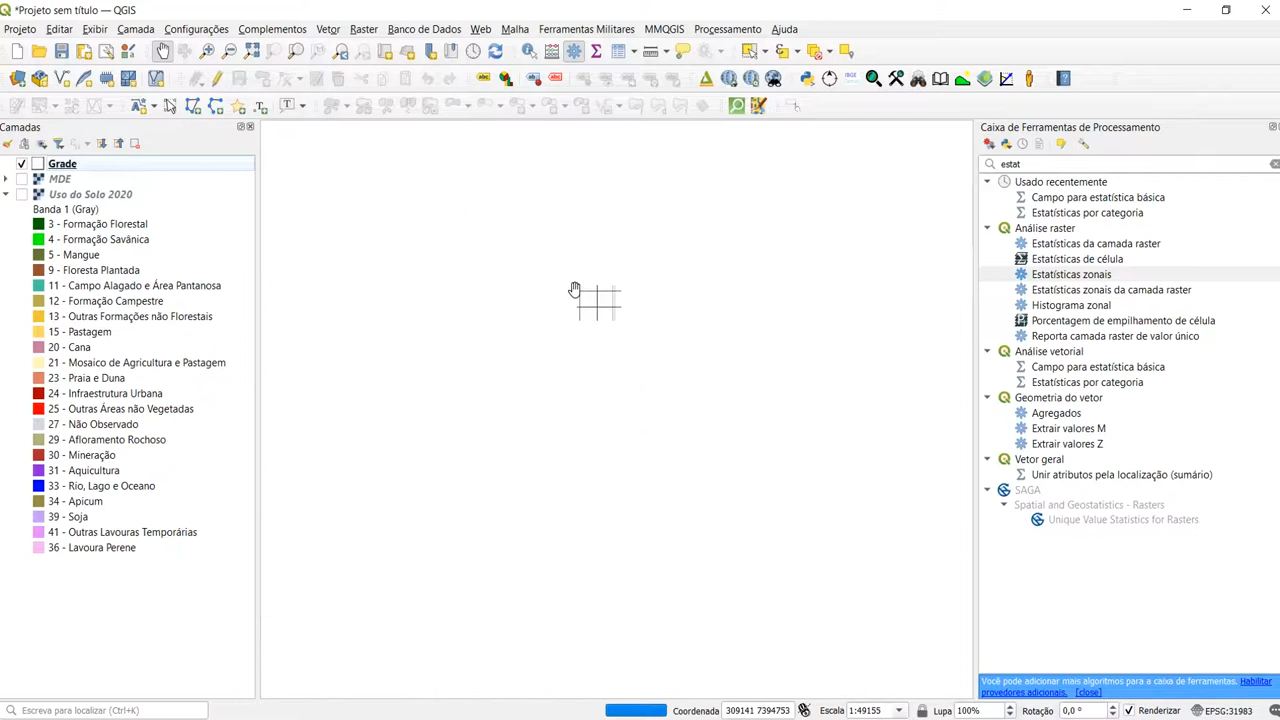 *Projeto sem título — QGIS
Projeto Editar Exibir Camada Configurações Complementos Vetor Raster Banco de Dados Web Malha Ferramentas Militares MMQGIS Processamento Ajuda
Camadas
Grade
MDE
Uso do Solo 2020
Banda 1 (Gray)
3 - Formação Florestal
4 - Formação Savânica
5 - Mangue
9 - Floresta Plantada
11 - Campo Alagado e Área Pantanosa
12 - Formação Campestre
13 - Outras Formações não Florestais
15 - Pastagem
20 - Cana
21 - Mosaico de Agricultura e Pastagem
23 - Praia e Duna
24 - Infraestrutura Urbana
25 - Outras Áreas não Vegetadas
27 - Não Observado
29 - Afloramento Rochoso
30 - Mineração
31 - Aquicultura
33 - Rio, Lago e Oceano
34 - Apicum
39 - Soja
41 - Outras Lavouras Temporárias
36 - Lavoura Perene
Caixa de Ferramentas de Processamento
estat
Usado recentemente
Campo para estatística básica
Estatísticas por categoria
Análise raster
Estatísticas da camada raster
Estatísticas de célula
Estatísticas zonais
Estatísticas zonais da camada raster
Histograma zonal
Porcentagem de empilhamento de célula
Reporta camada raster de valor único
Análise vetorial
Campo para estatística básica
Estatísticas por categoria
Geometria do vetor
Agregados
Extrair valores M
Extrair valores Z
Vetor geral
Unir atributos pela localização (sumário)
SAGA
Spatial and Geostatistics - Rasters
Unique Value Statistics for Rasters
Você pode adicionar mais algoritmos para a caixa de ferramentas. Habilitar
provedores adicionais. [close]
Escreva para localizar (Ctrl+K)
Coordenada 309141 7394753 Escala 1:49155 Lupa 100% Rotação 0,0 ° Renderizar EPSG:31983